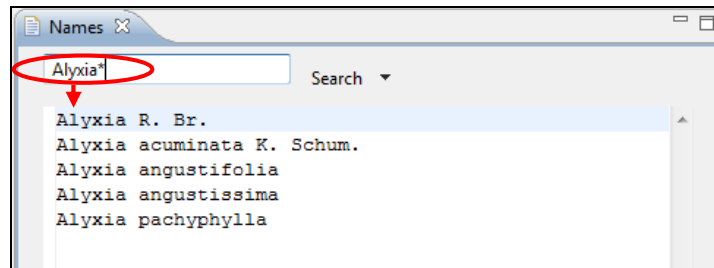 Names
Alyxia*
Search
Alyxia R. Br.
Alyxia acuminata K. Schum.
Alyxia angustifolia
Alyxia angustissima
Alyxia pachyphylla